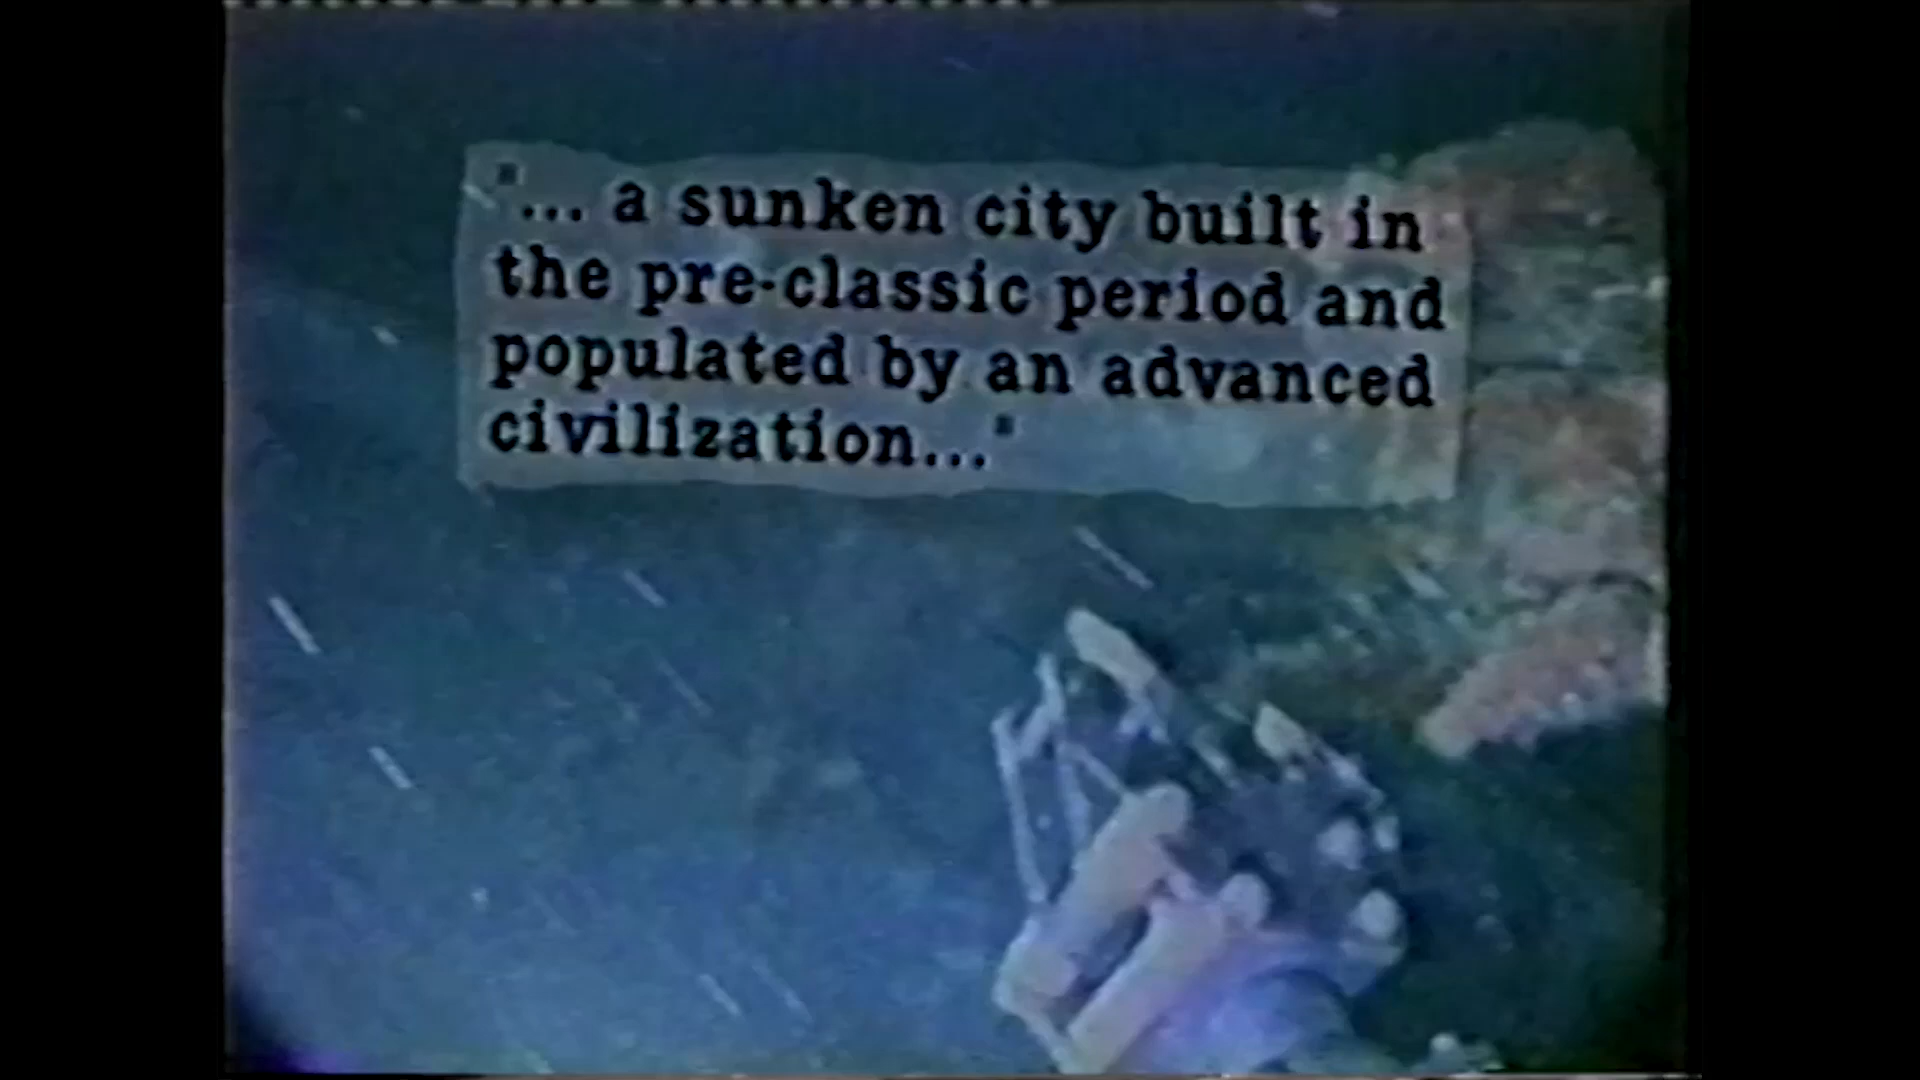 "... a sunken city built in
the pre-classic period and
populated by an advanced
civilization..."